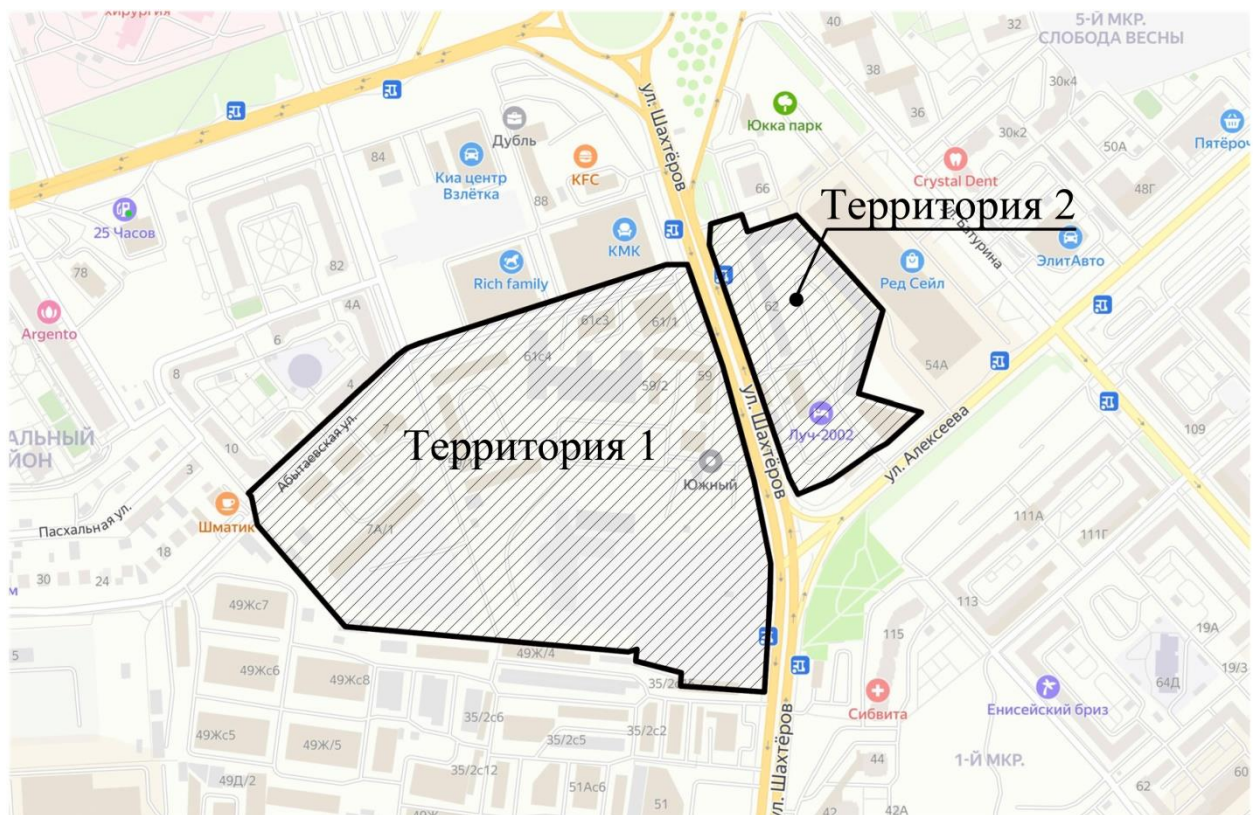 хирургия
40
32
5-Й МКР.
СЛОБОДА ВЕСНЫ
38
30к4
ул. Шахтёров
Юкка парк
36
30к2
50А
Пятёроч
Дубль
84
Киа центр
Взлётка
KFC
Crystal Dent
48Г
25 Часов
88
66
Территория 2
ул. Батурина
КМК
ЭлитАвто
78
82
Rich family
Ред Сейл
Argento
4А
61с3
61/1
62
6
61с4
54А
8
4
59/2
59
АЛЬНЫЙ
ЙОН
10
7
Абытаевская ул.
Территория 1
ул. Шахтёров
Луч-2002
ул. Алексеева
109
3
Южный
Шматик
Пасхальная ул.
7А/1
111А
111Г
18
30
24
м
49Жс7
113
115
19А
5
49Ж/4
19/3
49Жс6
49Жс8
64Д
35/2с6
35/2с2
Сибвита
Енисейский бриз
49Жс5
49Ж/5
35/2с5
ул. Шахтёров
1-Й МКР.
44
60
49Д/2
35/2с12
51Ас6
51
62
42
42А